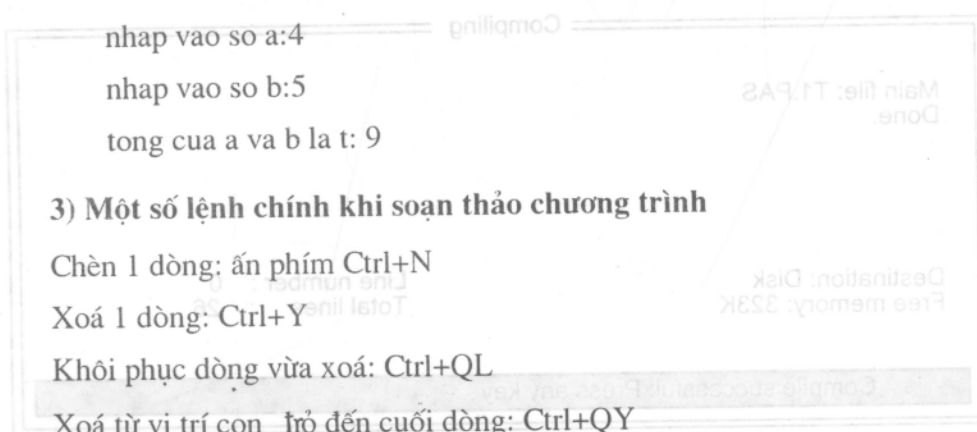 nhap vao so a:4
nhap vao so b:5
tong cua a va b la t: 9
3) Một số lệnh chính khi soạn thảo chương trình
Chèn 1 dòng: ấn phím Ctrl+N
Xoá 1 dòng: Ctrl+Y
Khôi phục dòng vừa xoá: Ctrl+QL
Xoá từ vị trí con trỏ đến cuối dòng: Ctrl+QY
Compiling
Main file: T1.PAS
Done.
Destination: Disk
Line number: 0
Free memory: 323K
Total lines: 26
Compile successful: Press any key